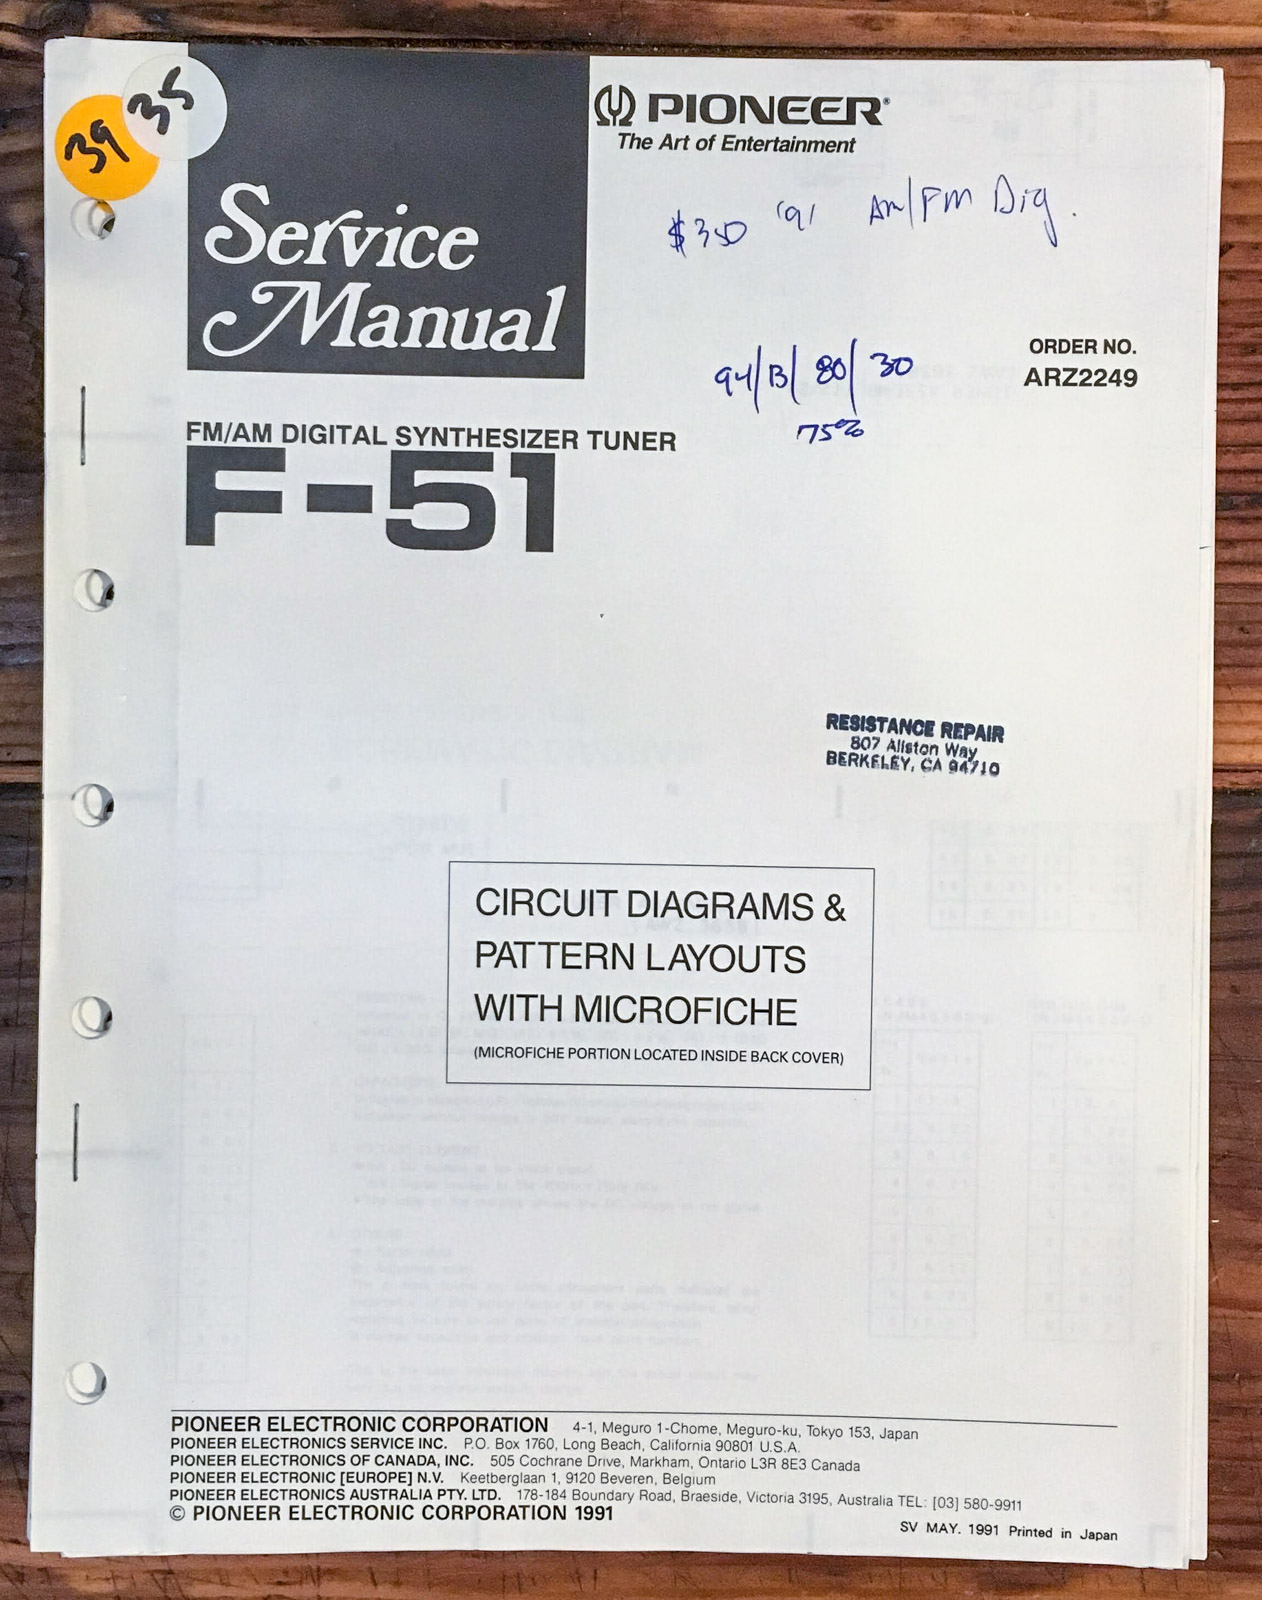 39
35
PIONEER®
The Art of Entertainment
Service
Manual
$350 '91 Am/FM Dig.
94/B/80/30
75%
ORDER NO.
ARZ2249
FM/AM DIGITAL SYNTHESIZER TUNER
F-51
RESISTANCE REPAIR
807 Allston Way
BERKELEY, CA 94710
CIRCUIT DIAGRAMS &
PATTERN LAYOUTS
WITH MICROFICHE
(MICROFICHE PORTION LOCATED INSIDE BACK COVER)
PIONEER ELECTRONIC CORPORATION 4-1, Meguro 1-Chome, Meguro-ku, Tokyo 153, Japan
PIONEER ELECTRONICS SERVICE INC. P.O. Box 1760, Long Beach, California 90801 U.S.A.
PIONEER ELECTRONICS OF CANADA, INC. 505 Cochrane Drive, Markham, Ontario L3R 8E3 Canada
PIONEER ELECTRONIC [EUROPE] N.V. Keetberglaan 1, 9120 Beveren, Belgium
PIONEER ELECTRONICS AUSTRALIA PTY. LTD. 178-184 Boundary Road, Braeside, Victoria 3195, Australia TEL: [03] 580-9911
© PIONEER ELECTRONIC CORPORATION 1991
SV MAY. 1991 Printed in Japan